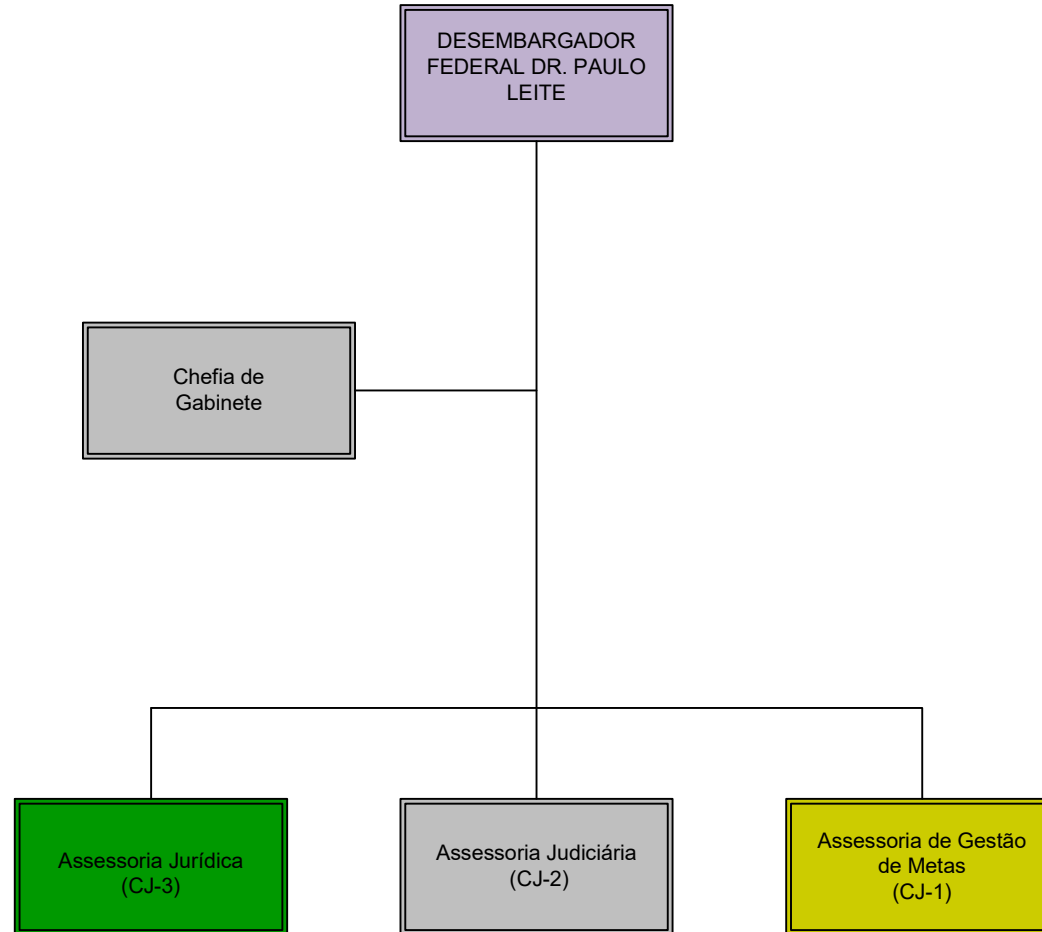 DESEMBARGADOR
FEDERAL DR. PAULO
LEITE
Chefia de
Gabinete
Assessoria Jurídica
(CJ-3)
Assessoria Judiciária
(CJ-2)
Assessoria de Gestão
de Metas
(CJ-1)